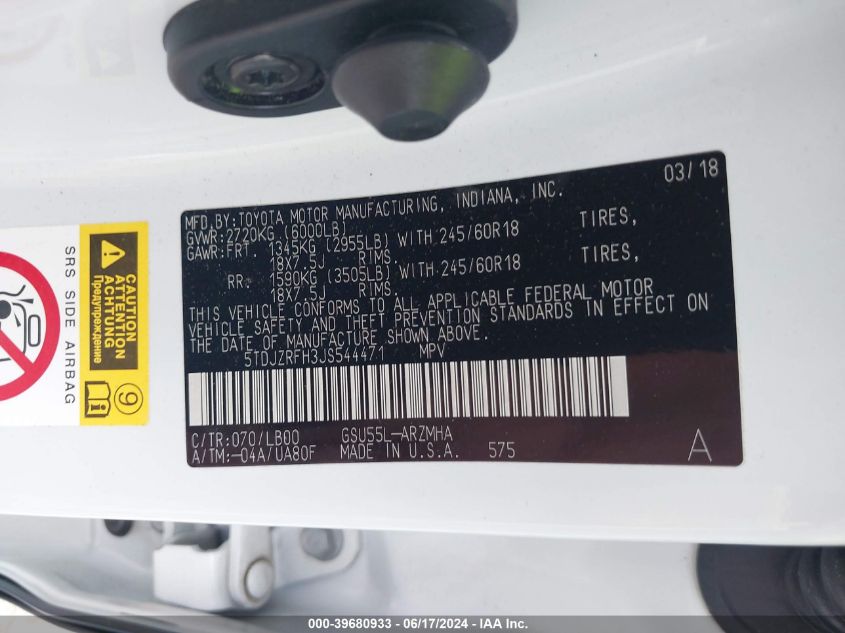 03/18
MFD BY:TOYOTA MOTOR MANUFACTURING, INDIANA, INC.
GVWR:2720KG (6000LB)
GAWR:FRT. 1345KG (2955LB) WITH 245/60R18 TIRES,
18X7.5J RIMS.
RR. 1590KG (3505LB) WITH 245/60R18 TIRES,
18X7.5J RIMS.
THIS VEHICLE CONFORMS TO ALL APPLICABLE FEDERAL MOTOR
VEHICLE SAFETY AND THEFT PREVENTION STANDARDS IN EFFECT ON
THE DATE OF MANUFACTURE SHOWN ABOVE.
5TDJZRFH3JS544471 MPV
C/TR:070/LB00 GSU55L-ARZMHA
A/TM:-04A/UA80F MADE IN U.S.A. 575 A
SRS SIDE AIRBAG
CAUTION
ATTENTION
ACHTUNG
Предупреждение
9
000-39680933 - 06/17/2024 - IAAI Inc.